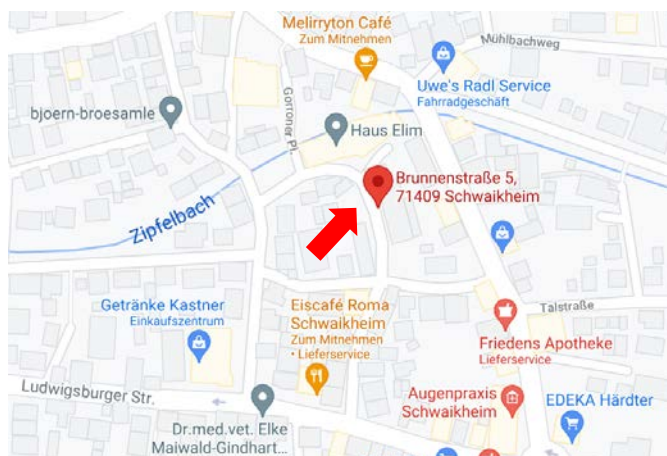 Melirryton Café
Zum Mitnehmen
Mühlbachweg
Uwe's Radl Service
Fahrradgeschäft
bjoern-broesamle
Gorroner Pl.
Haus Elim
Brunnenstraße 5,
71409 Schwaikheim
Zipfelbach
Getränke Kastner
Einkaufszentrum
Eiscafé Roma
Schwaikheim
Zum Mitnehmen
• Lieferservice
Talstraße
Friedens Apotheke
Lieferservice
Ludwigsburger Str.
Augenpraxis
Schwaikheim
EDEKA Härdter
Dr.med.vet. Elke
Maiwald-Gindhart...